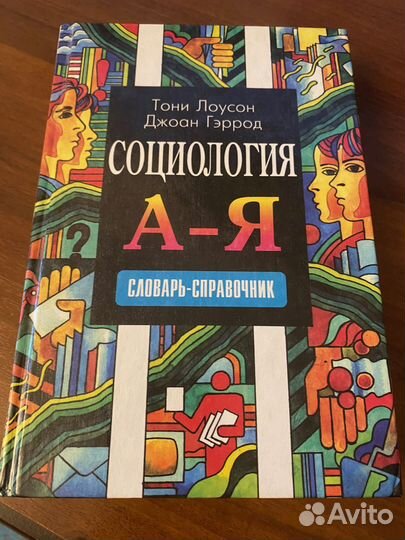 Тони Лоусон
Джоан Гэррод
СОЦИОЛОГИЯ
А-Я
СЛОВАРЬ-СПРАВОЧНИК
?
Avito